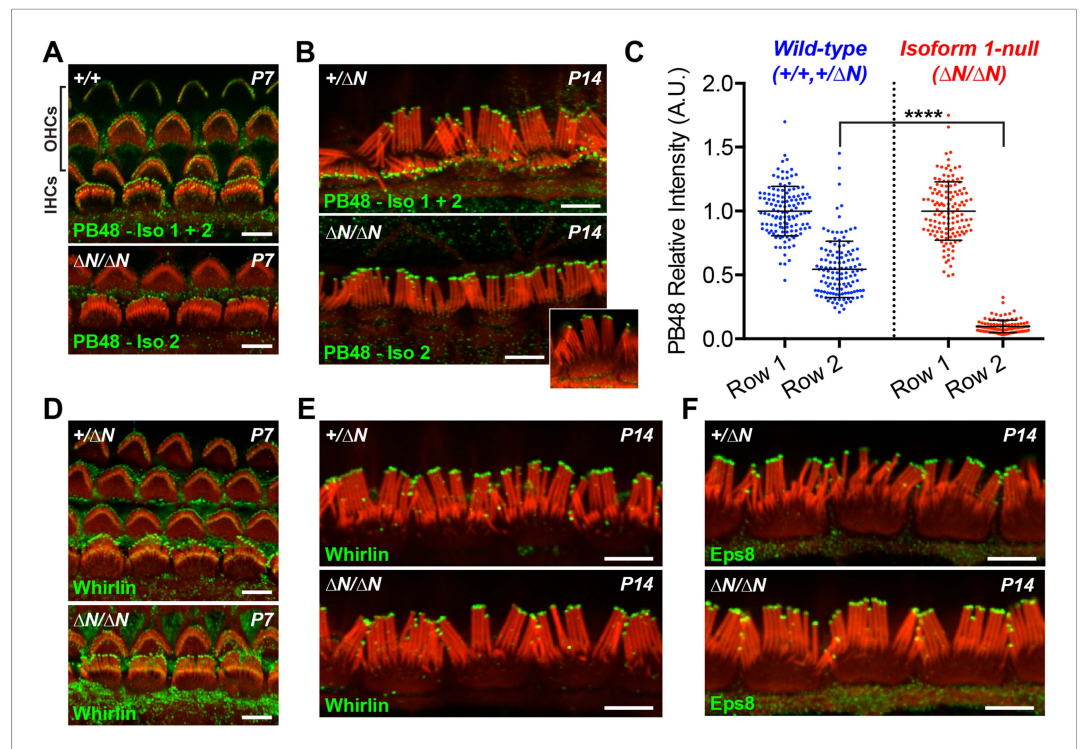 A
+/+
P7
OHCs
IHCs
PB48 - Iso 1 + 2
ΔN/ΔN
P7
PB48 - Iso 2
B
+/ΔN
P14
PB48 - Iso 1 + 2
ΔN/ΔN
P14
PB48 - Iso 2
C
Wild-type
(+/+,+/ΔN)
Isoform 1-null
(ΔN/ΔN)
PB48 Relative Intensity (A.U.)
2.0
1.5
1.0
0.5
0.0
****
Row 1
Row 2
Row 1
Row 2
D
+/ΔN
P7
Whirlin
ΔN/ΔN
P7
Whirlin
E
+/ΔN
P14
Whirlin
ΔN/ΔN
P14
Whirlin
F
+/ΔN
P14
Eps8
ΔN/ΔN
P14
Eps8